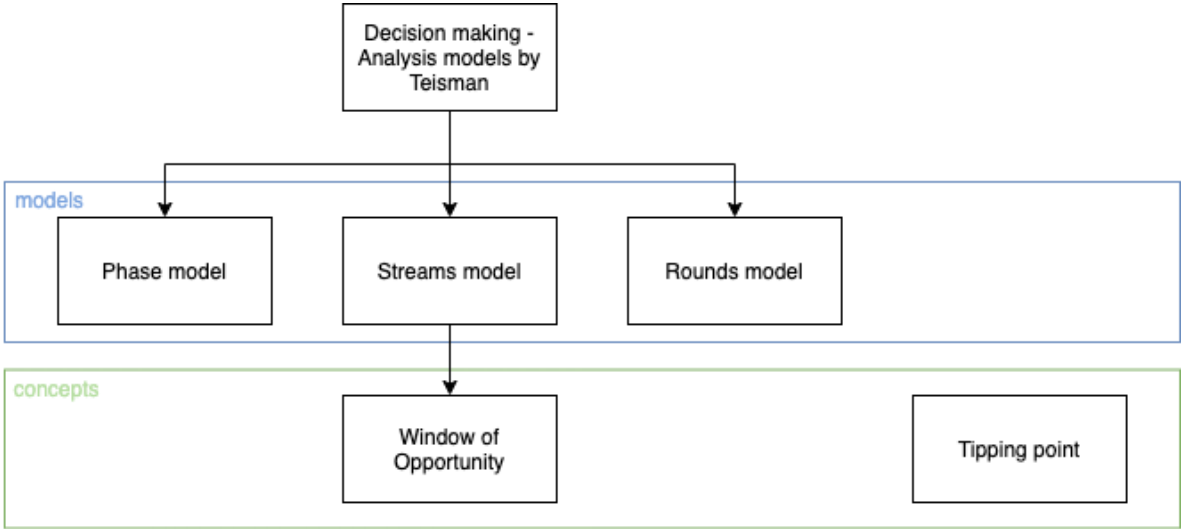 Decision making -
Analysis models by
Teisman
models
Phase model
Streams model
Rounds model
concepts
Window of
Opportunity
Tipping point